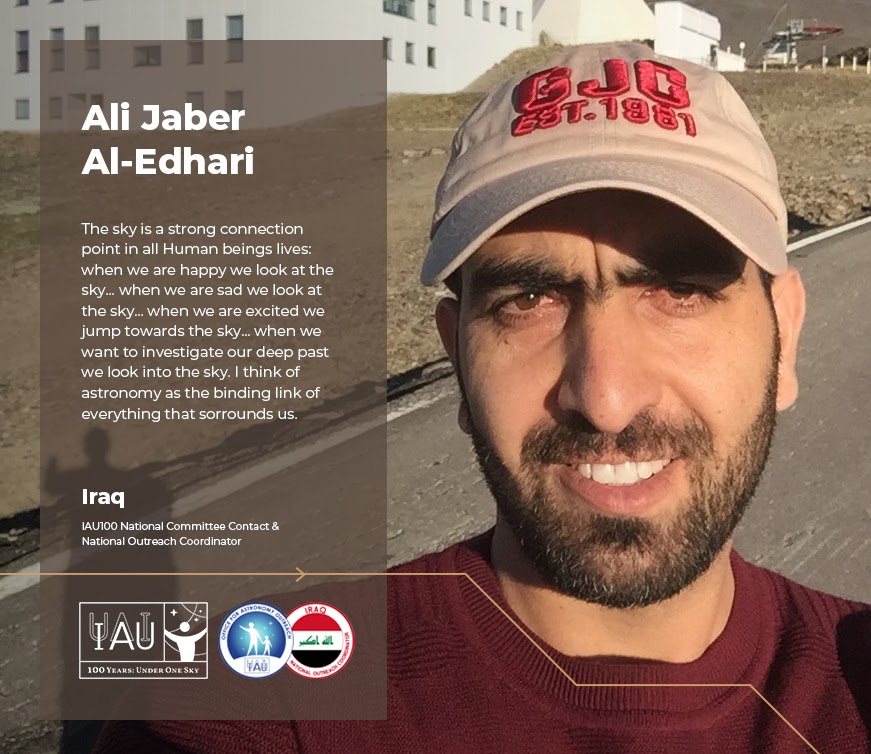 GJG
EST.1981
Ali Jaber
Al-Edhari
The sky is a strong connection
point in all Human beings lives:
when we are happy we look at the
sky... when we are sad we look at
the sky... when we are excited we
jump towards the sky... when we
want to investigate our deep past
we look into the sky. I think of
astronomy as the binding link of
everything that sorrounds us.
Iraq
IAU100 National Committee Contact &
National Outreach Coordinator
IAU
100 Years: Under One Sky
OFFICE FOR ASTRONOMY OUTREACH
IAU
IRAQ
الله اكبر
NATIONAL OUTREACH COORDINATOR